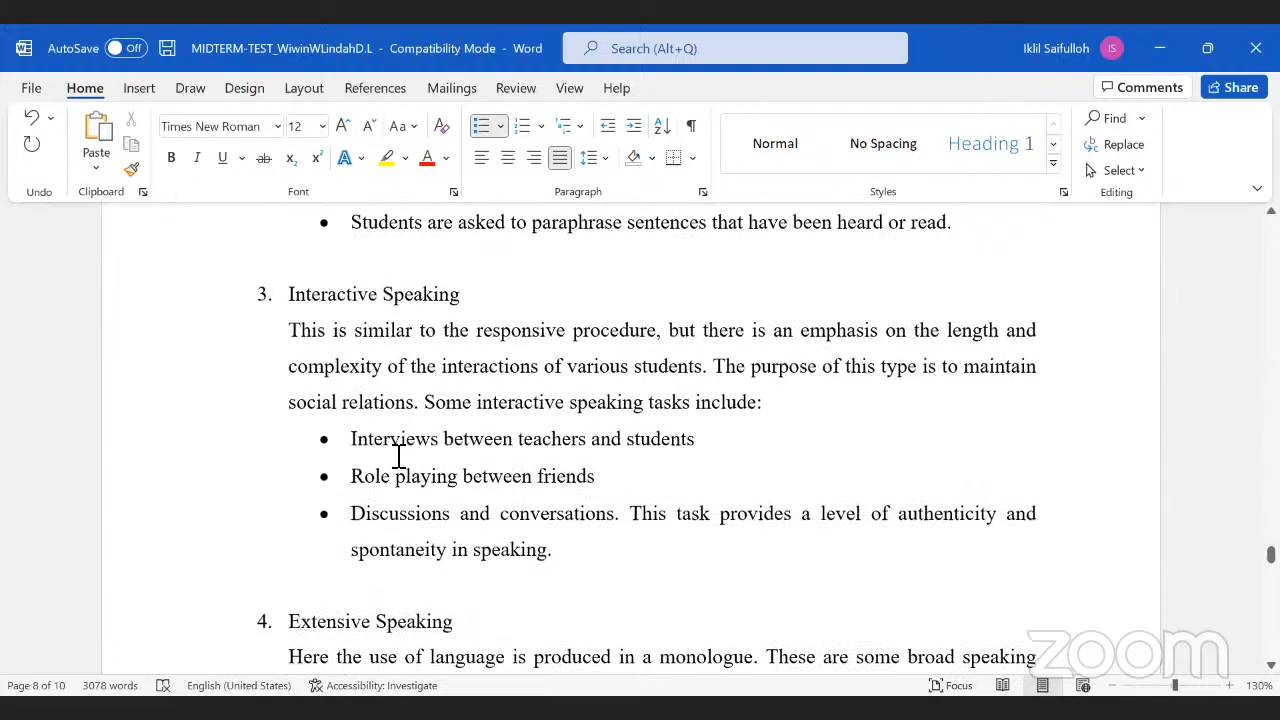 AutoSave Off MIDTERM-TEST_WiwinWLindahD.L - Compatibility Mode - Word Search (Alt+Q) Iklil Saifulloh IS
File Home Insert Draw Design Layout References Mailings Review View Help Comments Share
Paste Times New Roman 12 Aa Normal No Spacing Heading 1 Find Replace Select
Undo Clipboard Font Paragraph Styles Editing
• Students are asked to paraphrase sentences that have been heard or read.
3. Interactive Speaking
This is similar to the responsive procedure, but there is an emphasis on the length and
complexity of the interactions of various students. The purpose of this type is to maintain
social relations. Some interactive speaking tasks include:
• Interviews between teachers and students
• Role playing between friends
• Discussions and conversations. This task provides a level of authenticity and
spontaneity in speaking.
4. Extensive Speaking
Here the use of language is produced in a monologue. These are some broad speaking
zoom
Page 8 of 10 3078 words English (United States) Accessibility: Investigate Focus 130%